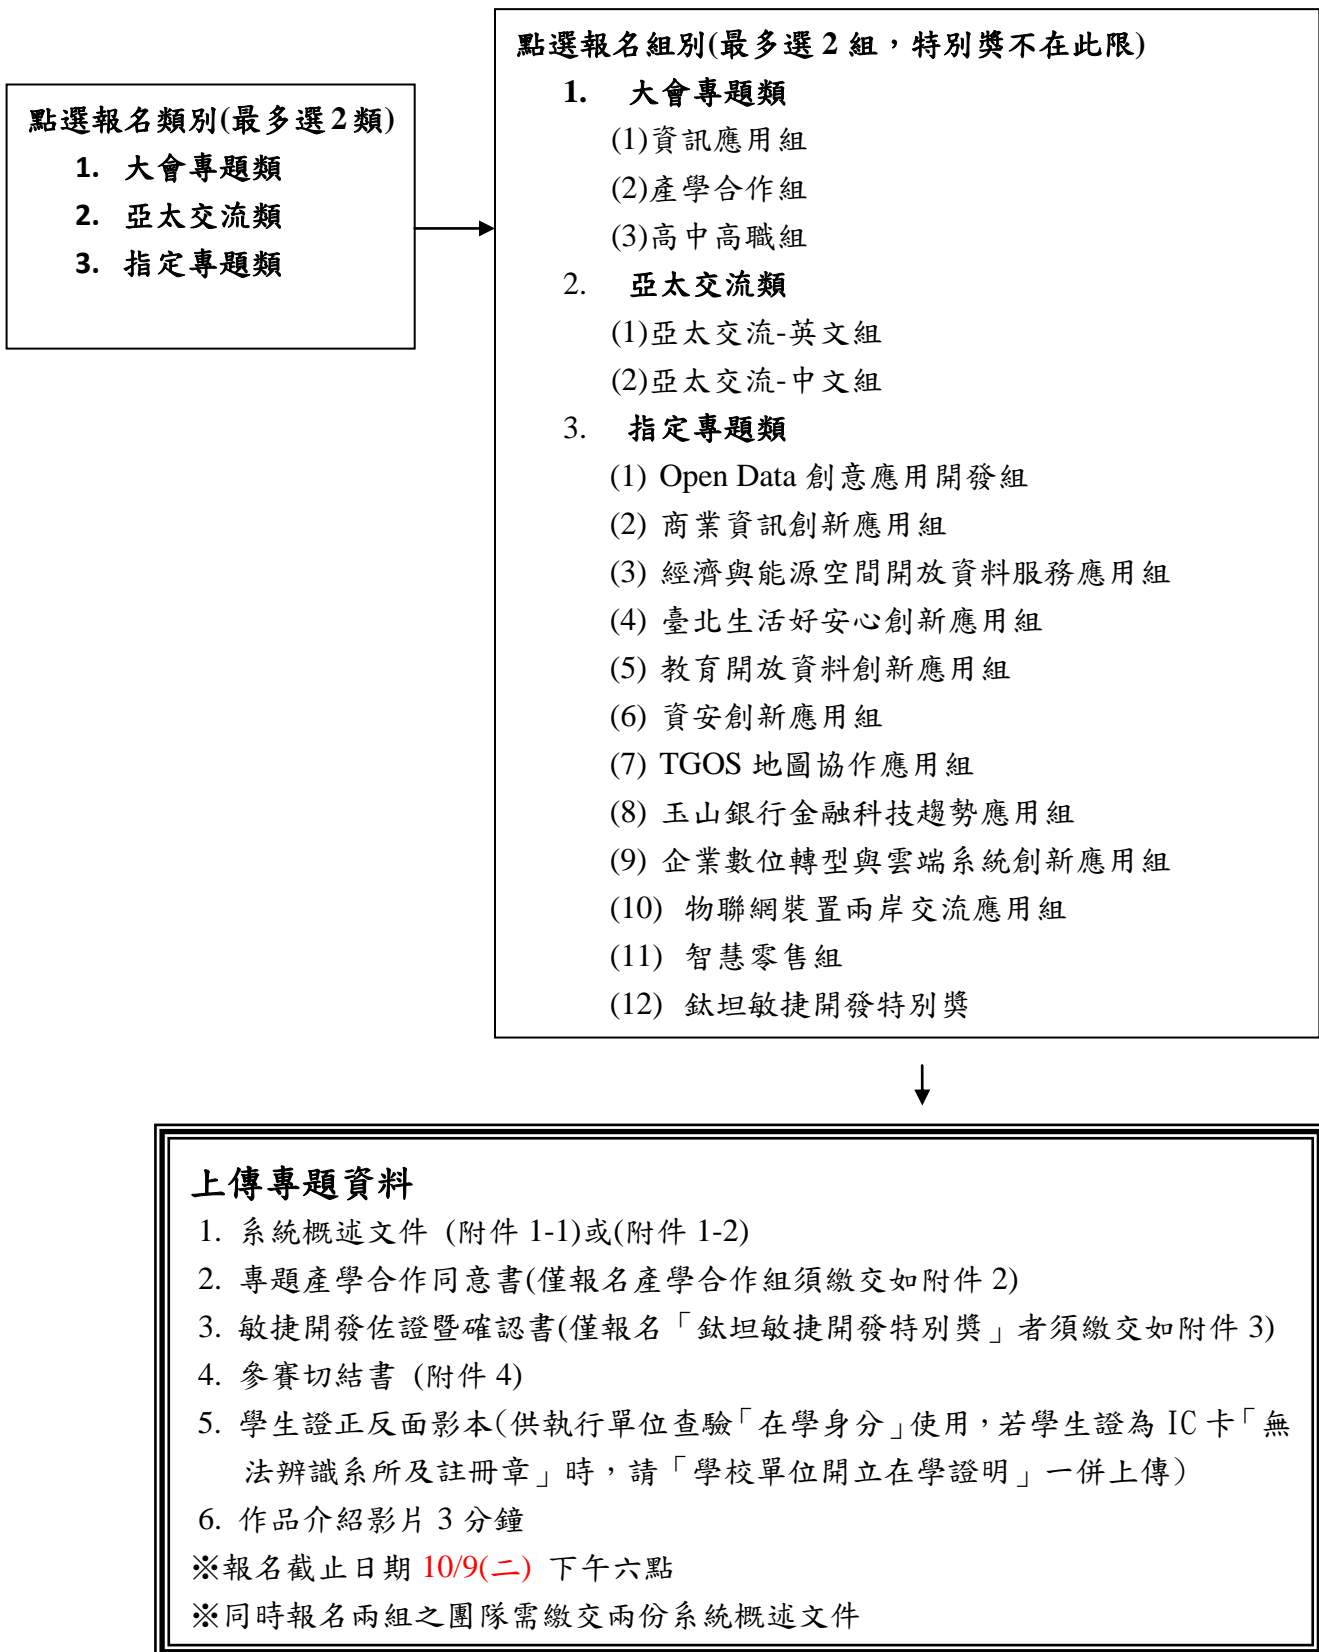 點選報名類別(最多選2類)
1. 大會專題類
2. 亞太交流類
3. 指定專題類
點選報名組別(最多選 2 組，特別獎不在此限)
1. 大會專題類
(1)資訊應用組
(2)產學合作組
(3)高中高職組
2. 亞太交流類
(1)亞太交流-英文組
(2)亞太交流-中文組
3. 指定專題類
(1) Open Data 創意應用開發組
(2) 商業資訊創新應用組
(3) 經濟與能源空間開放資料服務應用組
(4) 臺北生活好安心創新應用組
(5) 教育開放資料創新應用組
(6) 資安創新應用組
(7) TGOS 地圖協作應用組
(8) 玉山銀行金融科技趨勢應用組
(9) 企業數位轉型與雲端系統創新應用組
(10) 物聯網裝置兩岸交流應用組
(11) 智慧零售組
(12) 鈦坦敏捷開發特別獎
上傳專題資料
1. 系統概述文件 (附件 1-1)或(附件 1-2)
2. 專題產學合作同意書(僅報名產學合作組須繳交如附件 2)
3. 敏捷開發佐證暨確認書(僅報名「鈦坦敏捷開發特別獎」者須繳交如附件 3)
4. 參賽切結書 (附件 4)
5. 學生證正反面影本(供執行單位查驗「在學身分」使用，若學生證為 IC 卡「無
法辨識系所及註冊章」時，請「學校單位開立在學證明」一併上傳)
6. 作品介紹影片 3 分鐘
※報名截止日期 10/9(二) 下午六點
※同時報名兩組之團隊需繳交兩份系統概述文件